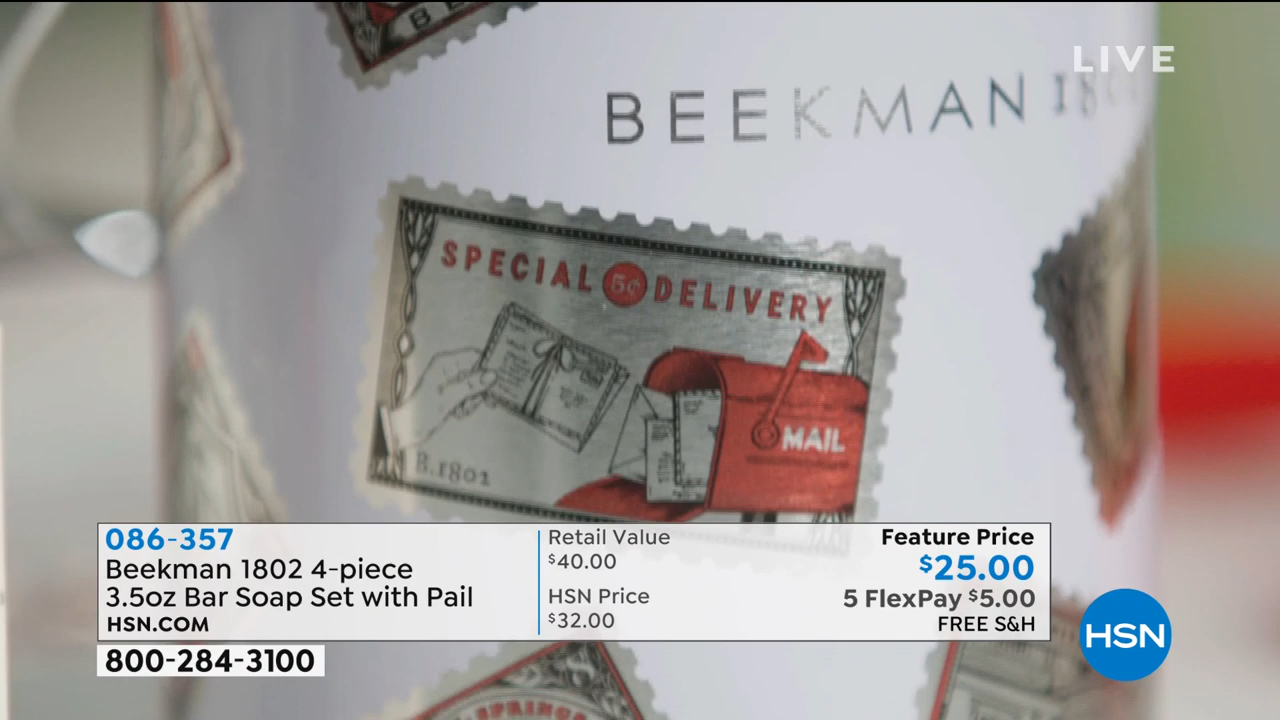 LIVE
BEEKMAN 18
SPECIAL 5¢ DELIVERY
MAIL
B.1801
086-357
Beekman 1802 4-piece
3.5oz Bar Soap Set with Pail
HSN.COM
Retail Value
$40.00
HSN Price
$32.00
Feature Price
$25.00
5 FlexPay $5.00
FREE S&H
800-284-3100
HSN
SPRINGS